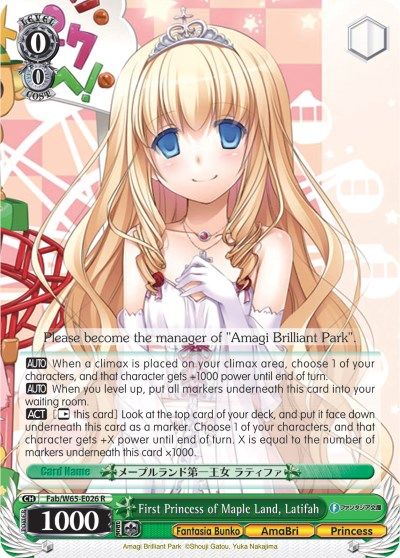 LEVEL
0
0
COST
Please become the manager of "Amagi Brilliant Park".
AUTO When a climax is placed on your climax area, choose 1 of your
characters, and that character gets +1000 power until end of turn.
AUTO When you level up, put all markers underneath this card into your
waiting room.
ACT [ this card] Look at the top card of your deck, and put it face down
underneath this card as a marker. Choose 1 of your characters, and that
character gets +X power until end of turn. X is equal to the number of
markers underneath this card ×1000.
Card Name メープルランド第一王女 ラティファ
CH Fab/W65-E026 R
First Princess of Maple Land, Latifah
POWER 1000
ファンタジア文庫
Fantasia Bunko AmaBri Princess
Amagi Brilliant Park ©Shouji Gatou, Yuka Nakajima